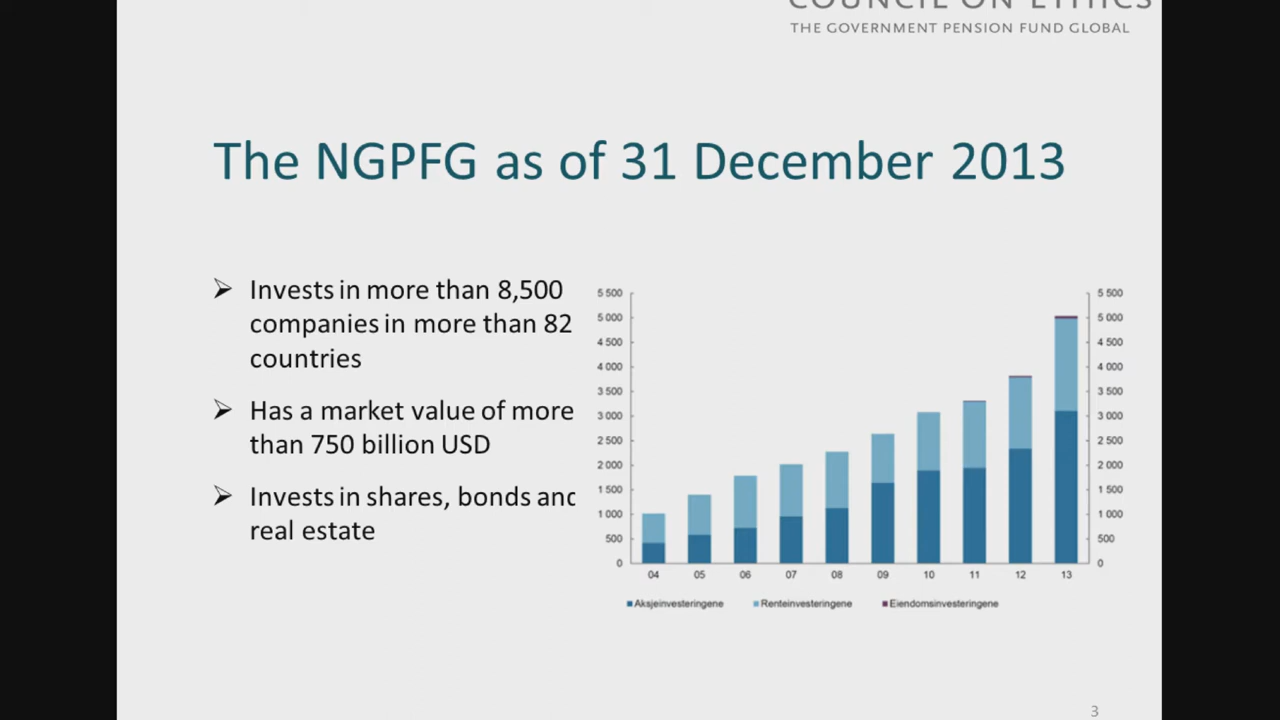 COUNCIL ON ETHICS
THE GOVERNMENT PENSION FUND GLOBAL
The NGPFG as of 31 December 2013
Invests in more than 8,500
companies in more than 82
countries
Has a market value of more
than 750 billion USD
Invests in shares, bonds and
real estate
5 500 5 500
5 000 5 000
4 500 4 500
4 000 4 000
3 500 3 500
3 000 3 000
2 500 2 500
2 000 2 000
1 500 1 500
1 000 1 000
500 500
0 0
04 05 06 07 08 09 10 11 12 13
Aksjeinvesteringene Renteinvesteringene Eiendomsinvesteringene
3